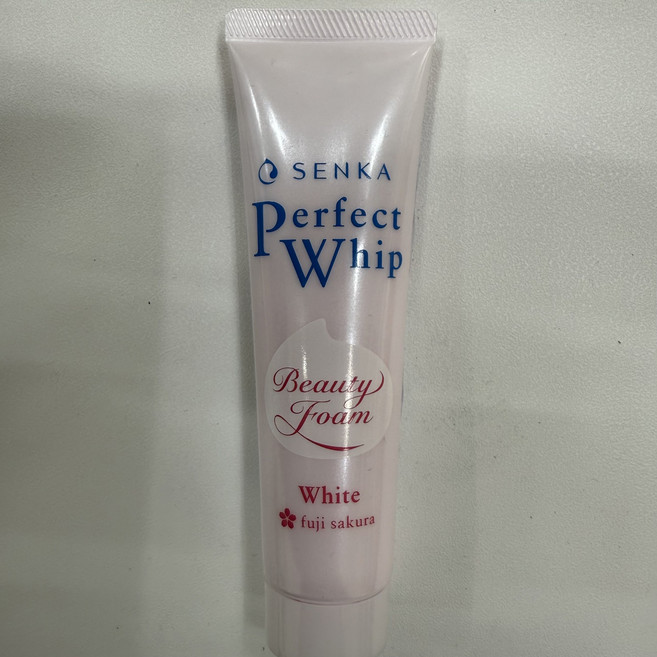 SENKA
Perfect
Whip
Beauty
Foam
White
fuji sakura